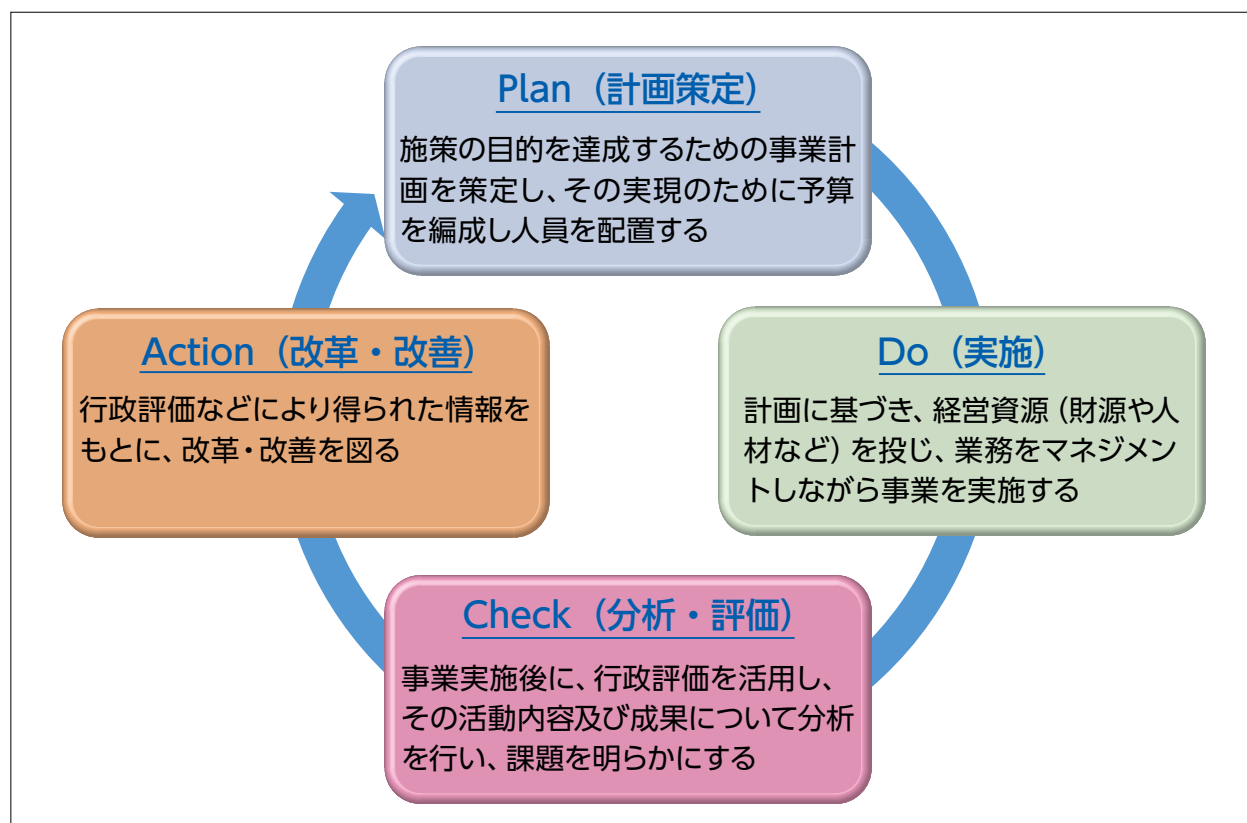 Plan（計画策定）
施策の目的を達成するための事業計
画を策定し、その実現のために予算
を編成し人員を配置する
Do（実施）
計画に基づき、経営資源（財源や人
材など）を投じ、業務をマネジメン
トしながら事業を実施する
Check（分析・評価）
事業実施後に、行政評価を活用し、
その活動内容及び成果について分析
を行い、課題を明らかにする
Action（改革・改善）
行政評価などにより得られた情報を
もとに、改革・改善を図る